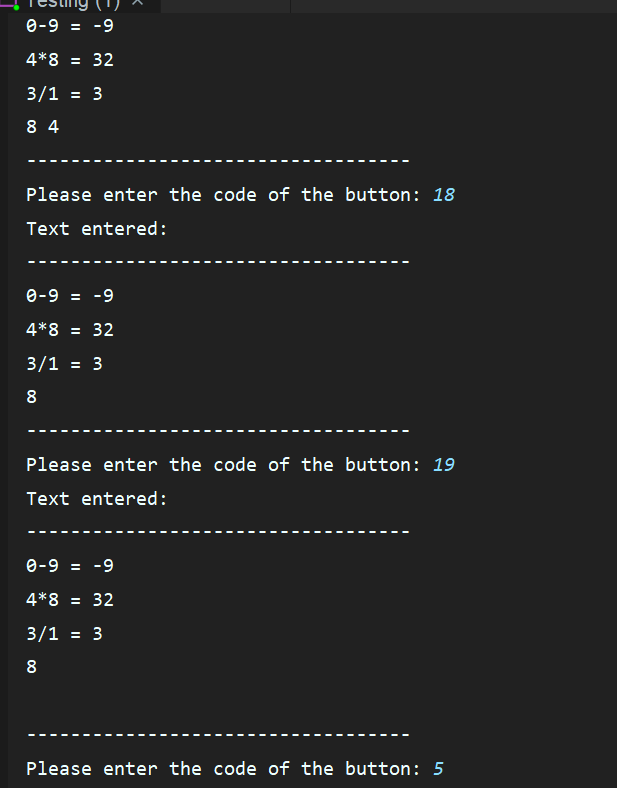 Testing (1) ×
0-9 = -9
4*8 = 32
3/1 = 3
8 4
-----------------------------------
Please enter the code of the button: 18
Text entered:
-----------------------------------
0-9 = -9
4*8 = 32
3/1 = 3
8
-----------------------------------
Please enter the code of the button: 19
Text entered:
-----------------------------------
0-9 = -9
4*8 = 32
3/1 = 3
8

-----------------------------------
Please enter the code of the button: 5